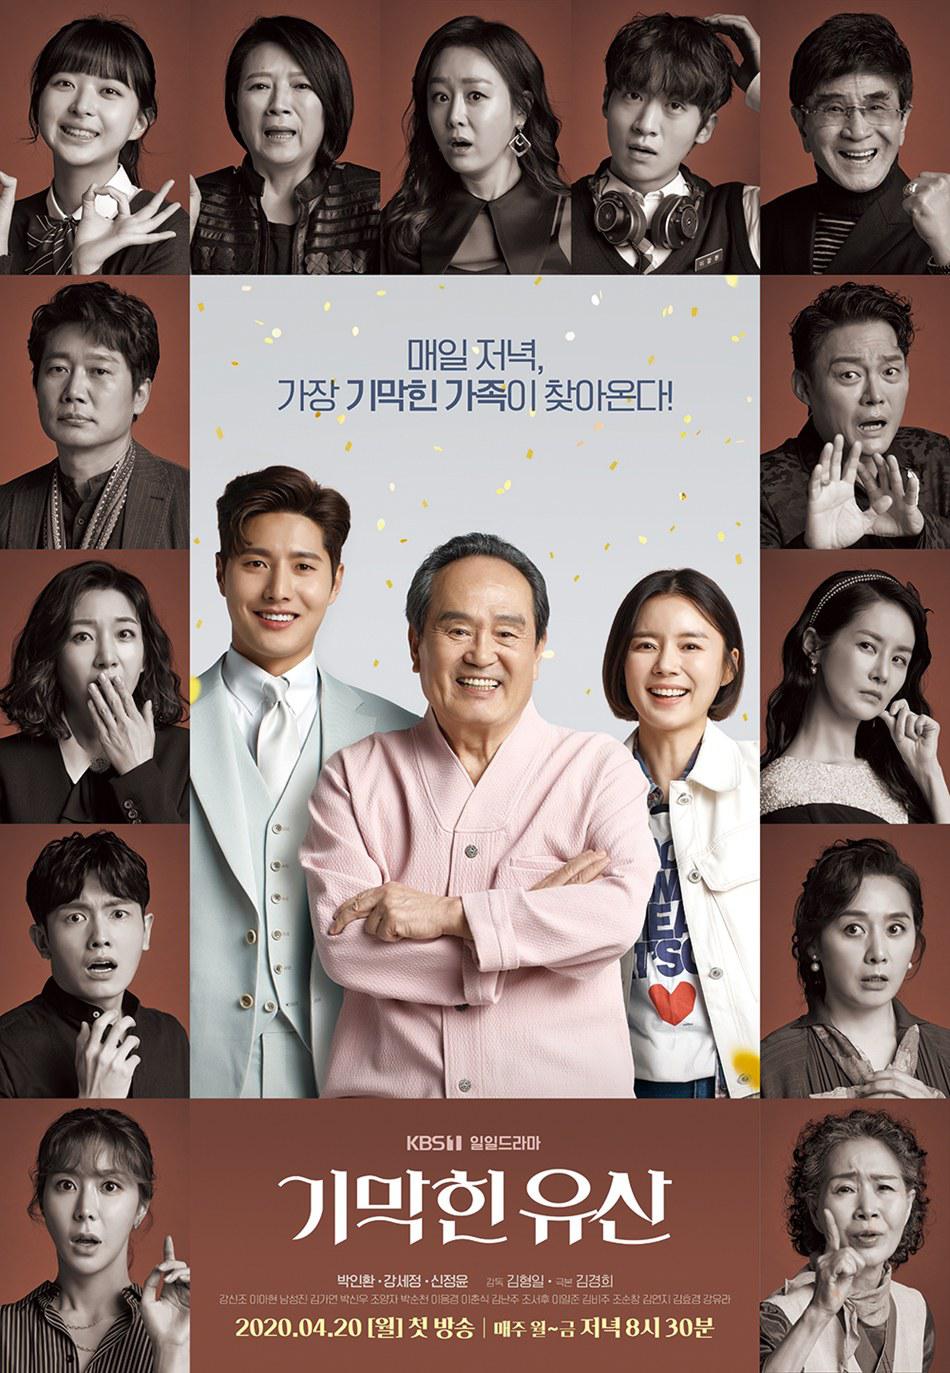 매일 저녁,
가장 기막힌 가족이 찾아온다!
KBS1 일일드라마
기막힌 유산
박인환 • 강세정 • 신정윤 감독 김형일 • 극본 김경희
강신조 이아현 남성진 김가연 박신우 조양자 박순천 이용경 이춘식 김난주 조서후 이일준 김비주 조순창 김연지 김효경 강유라
2020.04.20 [월] 첫 방송 | 매주 월~금 저녁 8시 30분